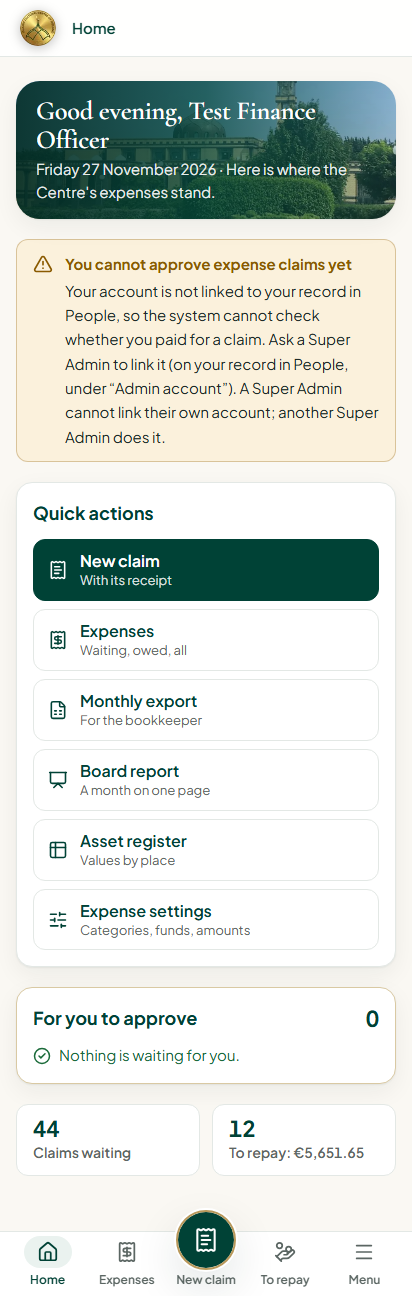 Home
Good evening, Test Finance
Officer
Friday 27 November 2026 · Here is where the
Centre's expenses stand.
You cannot approve expense claims yet
Your account is not linked to your record in
People, so the system cannot check
whether you paid for a claim. Ask a Super
Admin to link it (on your record in People,
under “Admin account”). A Super Admin
cannot link their own account; another Super
Admin does it.
Quick actions
New claim
With its receipt
Expenses
Waiting, owed, all
Monthly export
For the bookkeeper
Board report
A month on one page
Asset register
Values by place
Expense settings
Categories, funds, amounts
For you to approve
0
Nothing is waiting for you.
44
Claims waiting
12
To repay: €5,651.65
Home
Expenses
New claim
To repay
Menu